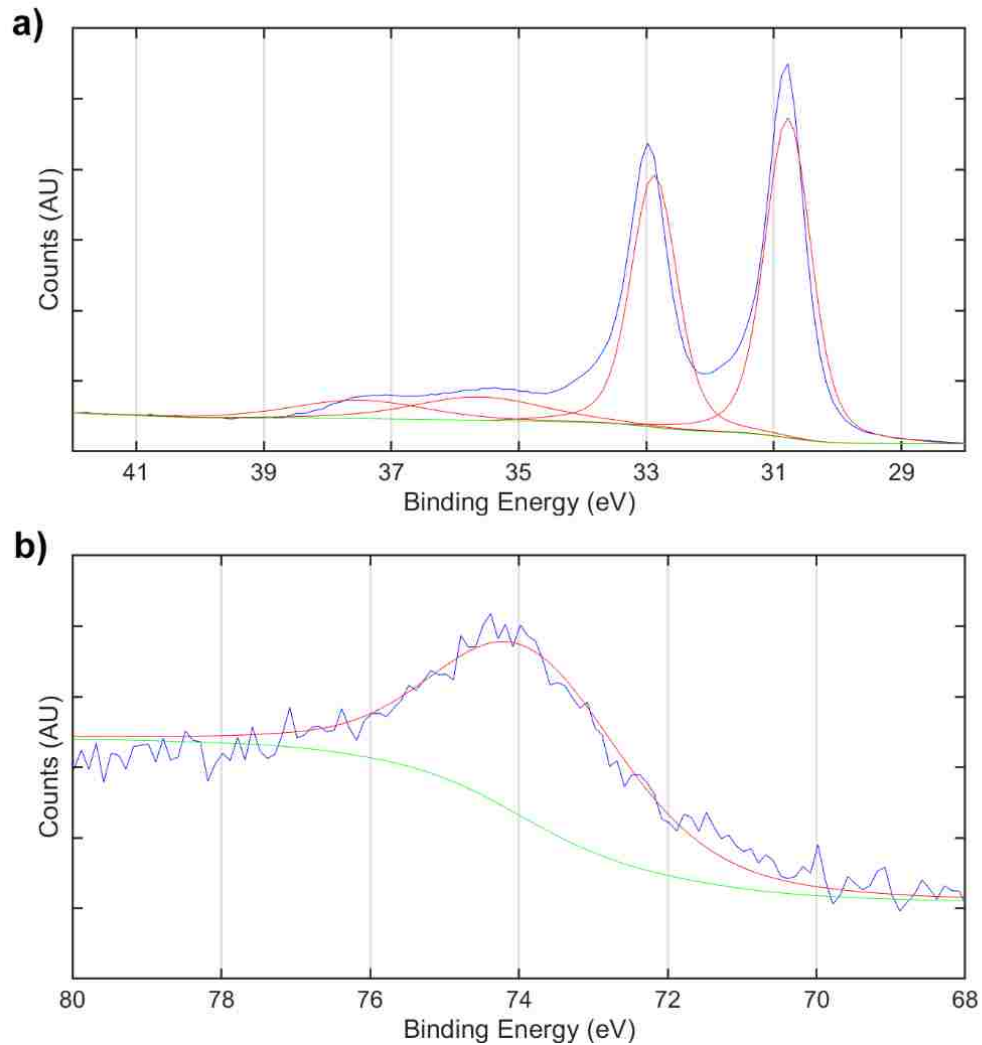 a)
Counts (AU)
41 39 37 35 33 31 29
Binding Energy (eV)
b)
Counts (AU)
80 78 76 74 72 70 68
Binding Energy (eV)